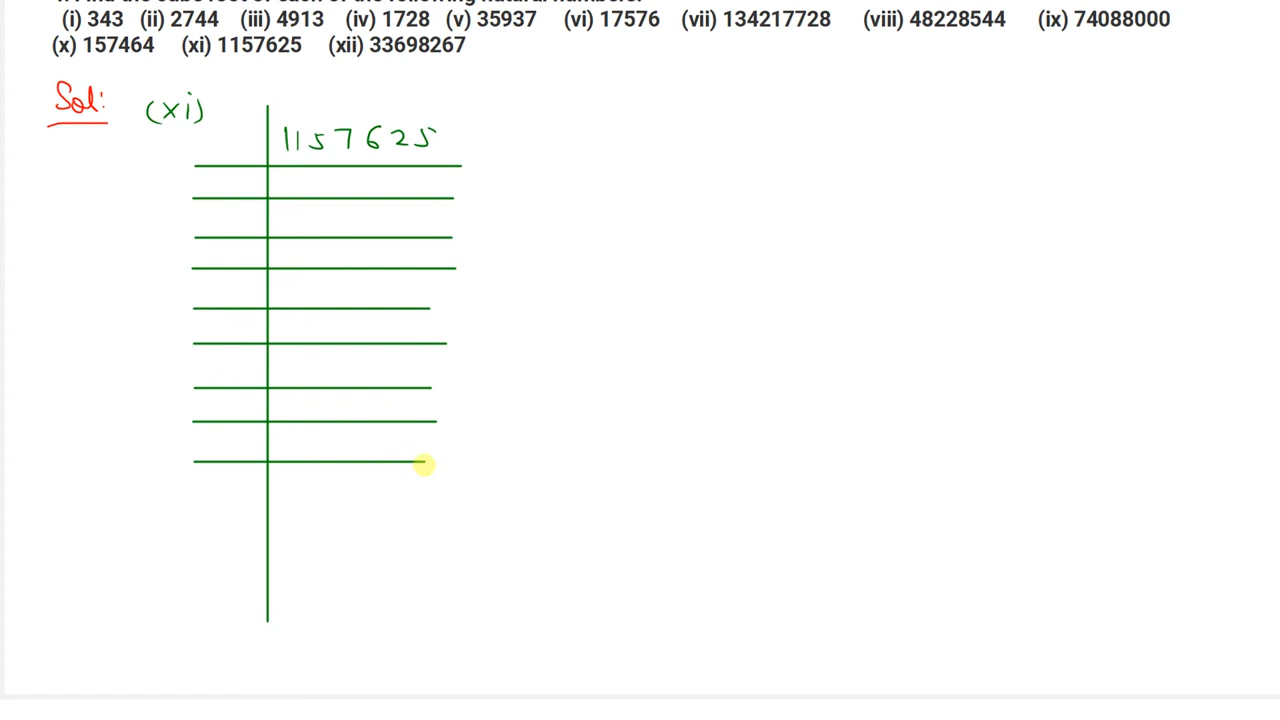 (i) 343 (ii) 2744 (iii) 4913 (iv) 1728 (v) 35937 (vi) 17576 (vii) 134217728 (viii) 48228544 (ix) 74088000
(x) 157464 (xi) 1157625 (xii) 33698267
Sol: (xi)
1157625